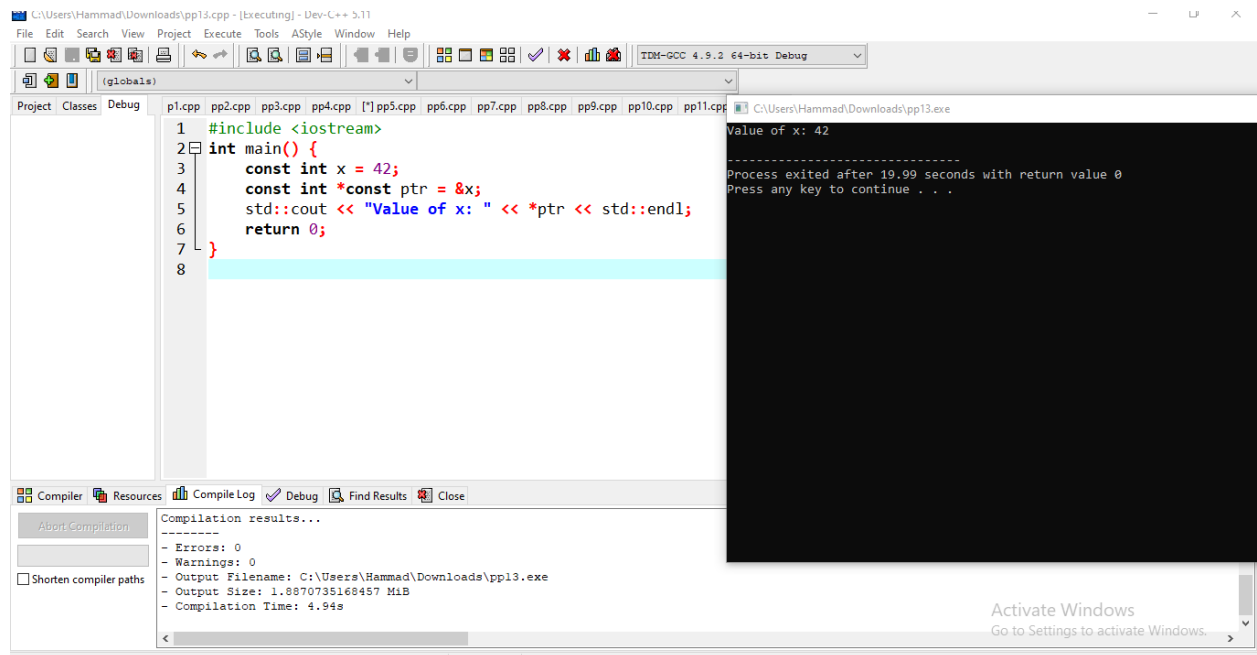 C:\Users\Hammad\Downloads\pp13.cpp - [Executing] - Dev-C++ 5.11
File Edit Search View Project Execute Tools AStyle Window Help
TDM-GCC 4.9.2 64-bit Debug
(globals)
Project Classes Debug
p1.cpp pp2.cpp pp3.cpp pp4.cpp [*] pp5.cpp pp6.cpp pp7.cpp pp8.cpp pp9.cpp pp10.cpp pp11.cpp
1 #include <iostream>
2 int main() {
3     const int x = 42;
4     const int *const ptr = &x;
5     std::cout << "Value of x: " << *ptr << std::endl;
6     return 0;
7 }
8
C:\Users\Hammad\Downloads\pp13.exe
Value of x: 42
--------------------------------
Process exited after 19.99 seconds with return value 0
Press any key to continue . . .
Compiler Resources Compile Log Debug Find Results Close
Abort Compilation
Shorten compiler paths
Compilation results...
--------
- Errors: 0
- Warnings: 0
- Output Filename: C:\Users\Hammad\Downloads\pp13.exe
- Output Size: 1.8870735168457 MiB
- Compilation Time: 4.94s
Activate Windows
Go to Settings to activate Windows.